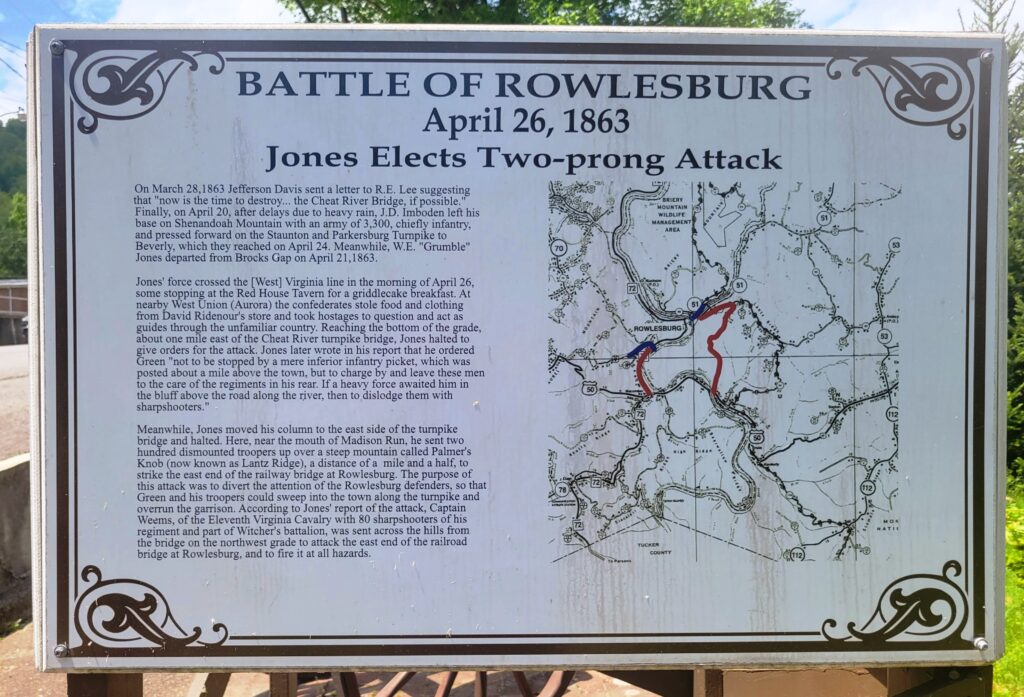 BATTLE OF ROWLESBURG
April 26, 1863
Jones Elects Two-prong Attack
On March 28,1863 Jefferson Davis sent a letter to R.E. Lee suggesting
that "now is the time to destroy... the Cheat River Bridge, if possible."
Finally, on April 20, after delays due to heavy rain, J.D. Imboden left his
base on Shenandoah Mountain with an army of 3,300, chiefly infantry,
and pressed forward on the Staunton and Parkersburg Turnpike to
Beverly, which they reached on April 24. Meanwhile, W.E. "Grumble"
Jones departed from Brocks Gap on April 21,1863.
Jones' force crossed the [West] Virginia line in the morning of April 26,
some stopping at the Red House Tavern for a griddlecake breakfast. At
nearby West Union (Aurora) the confederates stole food and clothing
from David Ridenour's store and took hostages to question and act as
guides through the unfamiliar country. Reaching the bottom of the grade,
about one mile east of the Cheat River turnpike bridge, Jones halted to
give orders for the attack. Jones later wrote in his report that he ordered
Green "not to be stopped by a mere inferior infantry picket, which was
posted about a mile above the town, but to charge by and leave these men
to the care of the regiments in his rear. If a heavy force awaited him in
the bluff above the road along the river, then to dislodge them with
sharpshooters."
Meanwhile, Jones moved his column to the east side of the turnpike
bridge and halted. Here, near the mouth of Madison Run, he sent two
hundred dismounted troopers up over a steep mountain called Palmer's
Knob (now known as Lantz Ridge), a distance of a mile and a half, to
strike the east end of the railway bridge at Rowlesburg. The purpose of
this attack was to divert the attention of the Rowlesburg defenders, so that
Green and his troopers could sweep into the town along the turnpike and
overrun the garrison. According to Jones' report of the attack, Captain
Weems, of the Eleventh Virginia Cavalry with 80 sharpshooters of his
regiment and part of Witcher's battalion, was sent across the hills from
the bridge on the northwest grade to attack the east end of the railroad
bridge at Rowlesburg, and to fire it at all hazards.
BRIERY
MOUNTAIN
WILDLIFE
MANAGEMENT
AREA
51
70
53
72
51
51
ROWLESBURG
53
50
72
112
50
78
72
112
72
TUCKER
COUNTY
112
To Parsons